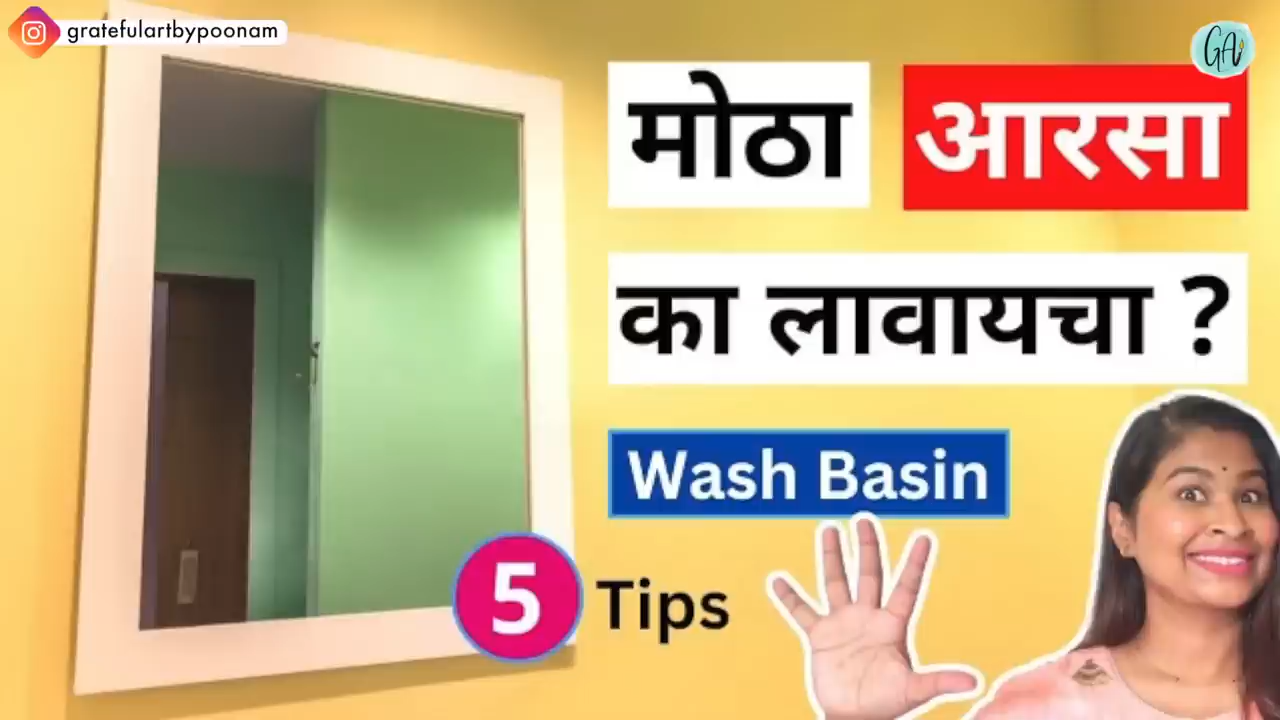 gratefulartbypoonam
GA
मोठा आरसा
का लावायचा ?
Wash Basin
5 Tips